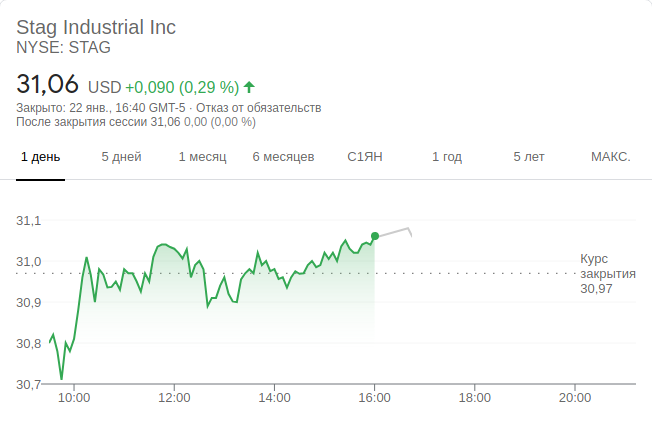 Stag Industrial Inc
NYSE: STAG
31,06 USD +0,090 (0,29 %)
Закрыто: 22 янв., 16:40 GMT-5 · Отказ от обязательств
После закрытия сессии 31,06 0,00 (0,00 %)
1 день 5 дней 1 месяц 6 месяцев С1ЯН 1 год 5 лет МАКС.
31,1
31,0
30,9
30,8
30,7
Курс
закрытия
30,97
10:00 12:00 14:00 16:00 18:00 20:00